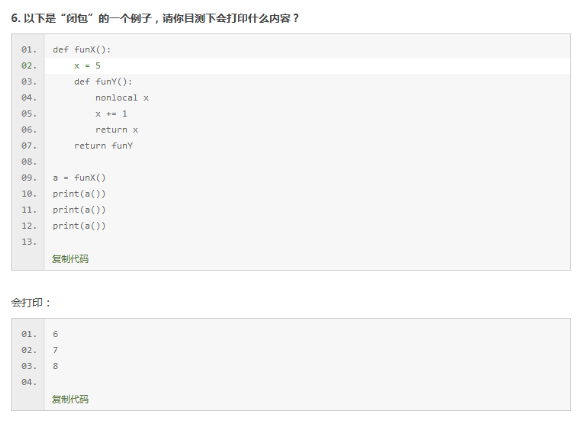 6. 以下是“闭包”的一个例子，请你目测下会打印什么内容？
01. def funX():
02.     x = 5
03.     def funY():
04.         nonlocal x
05.         x += 1
06.         return x
07.     return funY
08.
09. a = funX()
10. print(a())
11. print(a())
12. print(a())
13.
复制代码
会打印：
01. 6
02. 7
03. 8
04.
复制代码